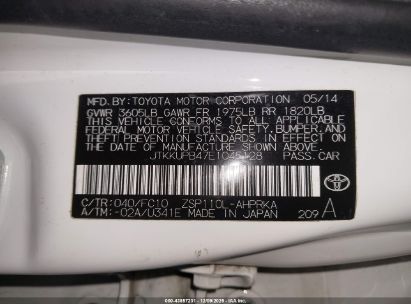 MFD. BY: TOYOTA MOTOR CORPORATION 05/14
GVWR 3605LB GAWR FR 1975LB RR 1820LB
THIS VEHICLE CONFORMS TO ALL APPLICABLE
FEDERAL MOTOR VEHICLE SAFETY, BUMPER, AND
THEFT PREVENTION STANDARDS IN EFFECT ON
THE DATE OF MANUFACTURE SHOWN ABOVE.
PASS.CAR
C/TR: 040/FC10 ZSP110L-AHPRKA
A/TM: -02A/U341E MADE IN JAPAN 209 A